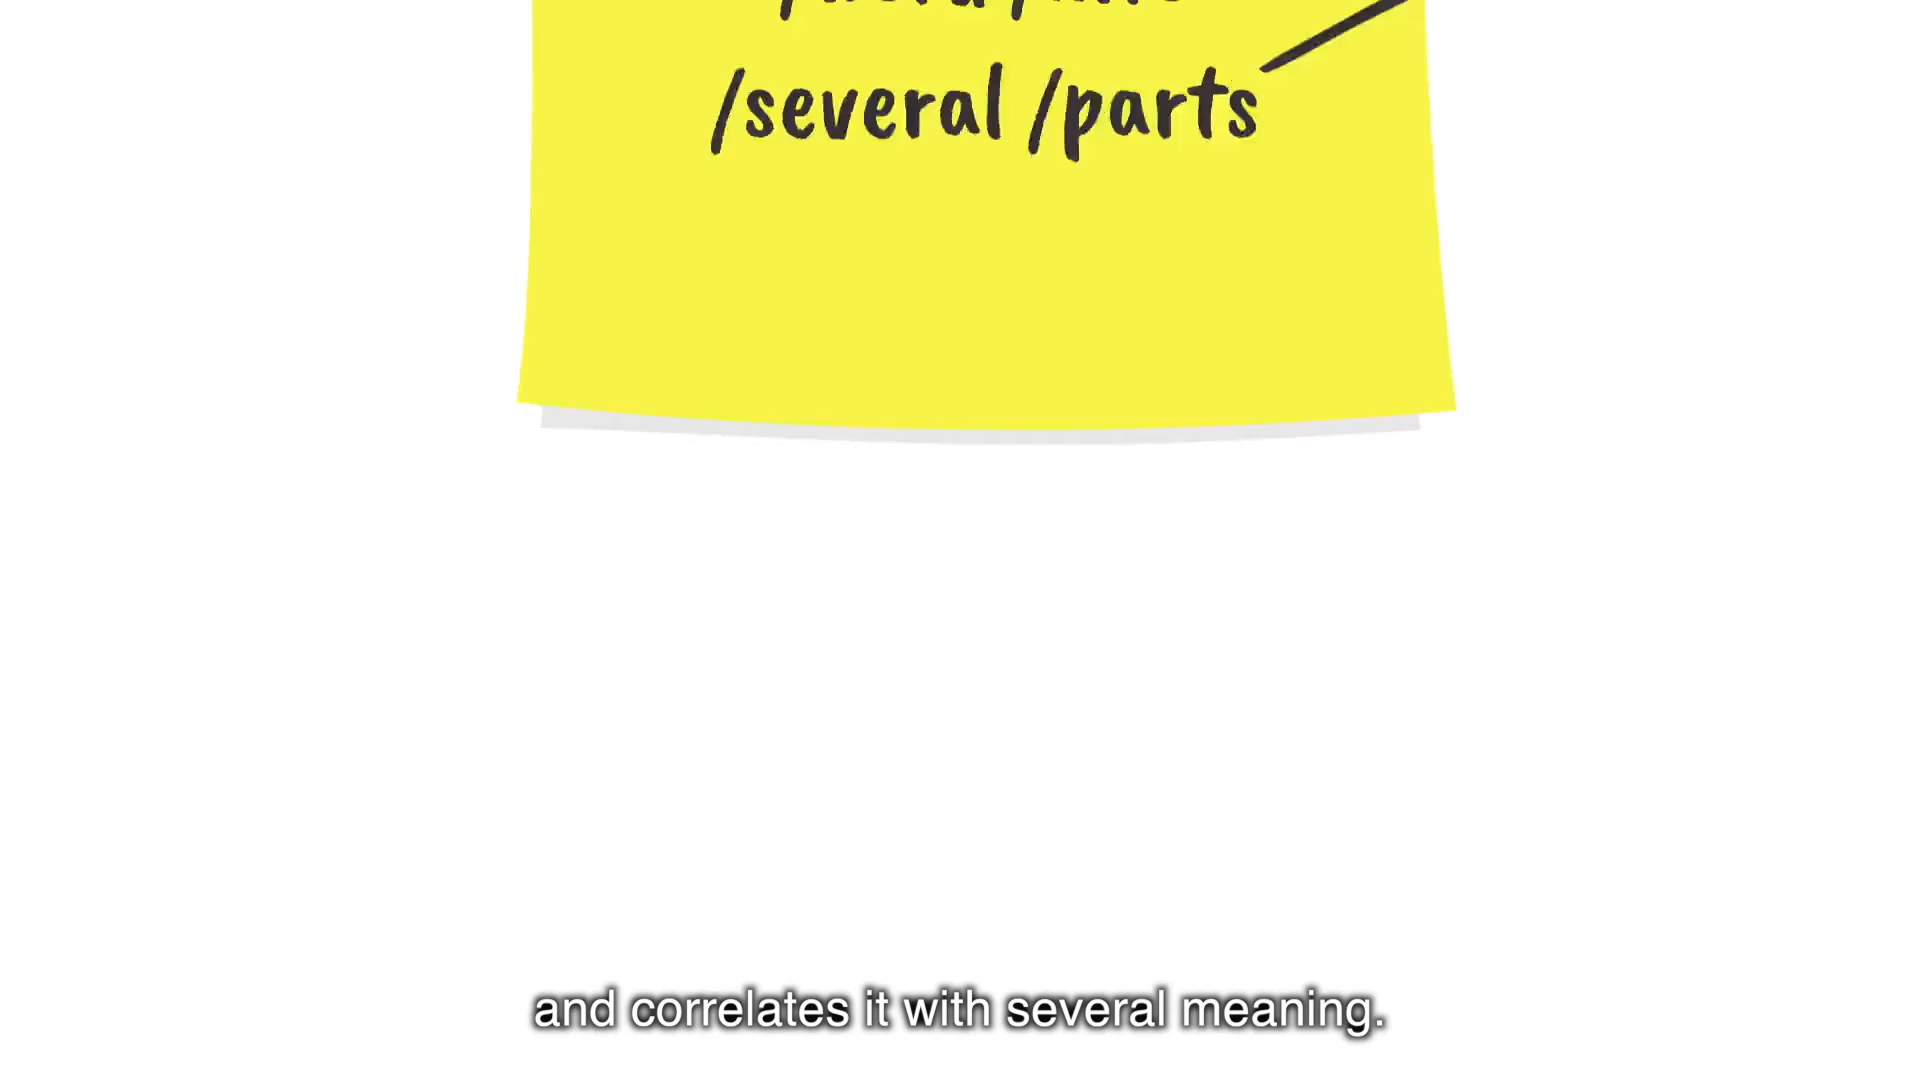 /several /parts
and correlates it with several meaning.